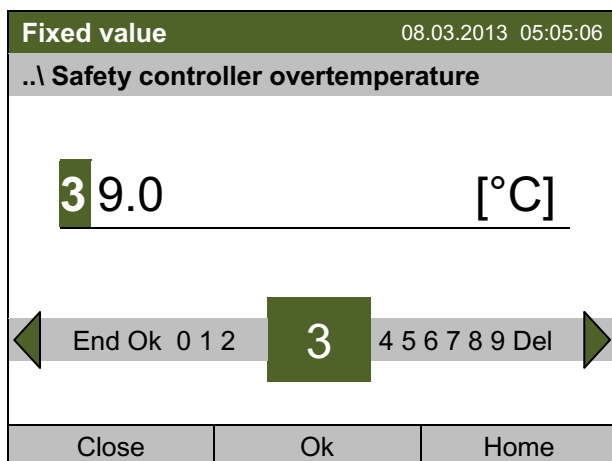 Fixed value 08.03.2013 05:05:06
..\ Safety controller overtemperature
39.0 [°C]
End Ok 0 1 2 3 4 5 6 7 8 9 Del
Close Ok Home